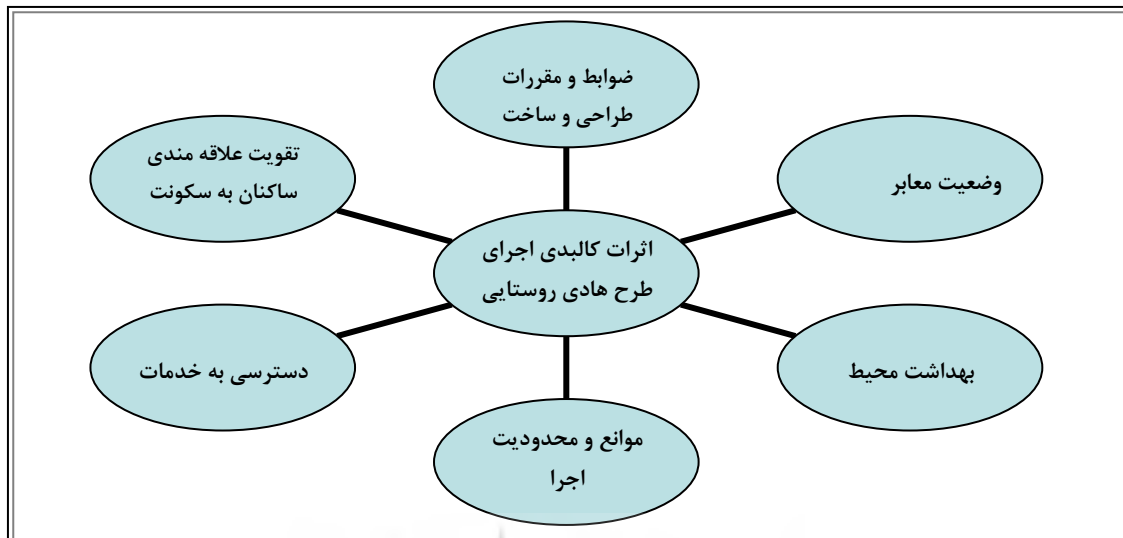 ضوابط و مقررات
طراحی و ساخت
وضعیت معابر
تقویت علاقه مندی
ساکنان به سکونت
اثرات کالبدی اجرای
طرح هادی روستایی
بهداشت محیط
دسترسی به خدمات
موانع و محدودیت
اجرا